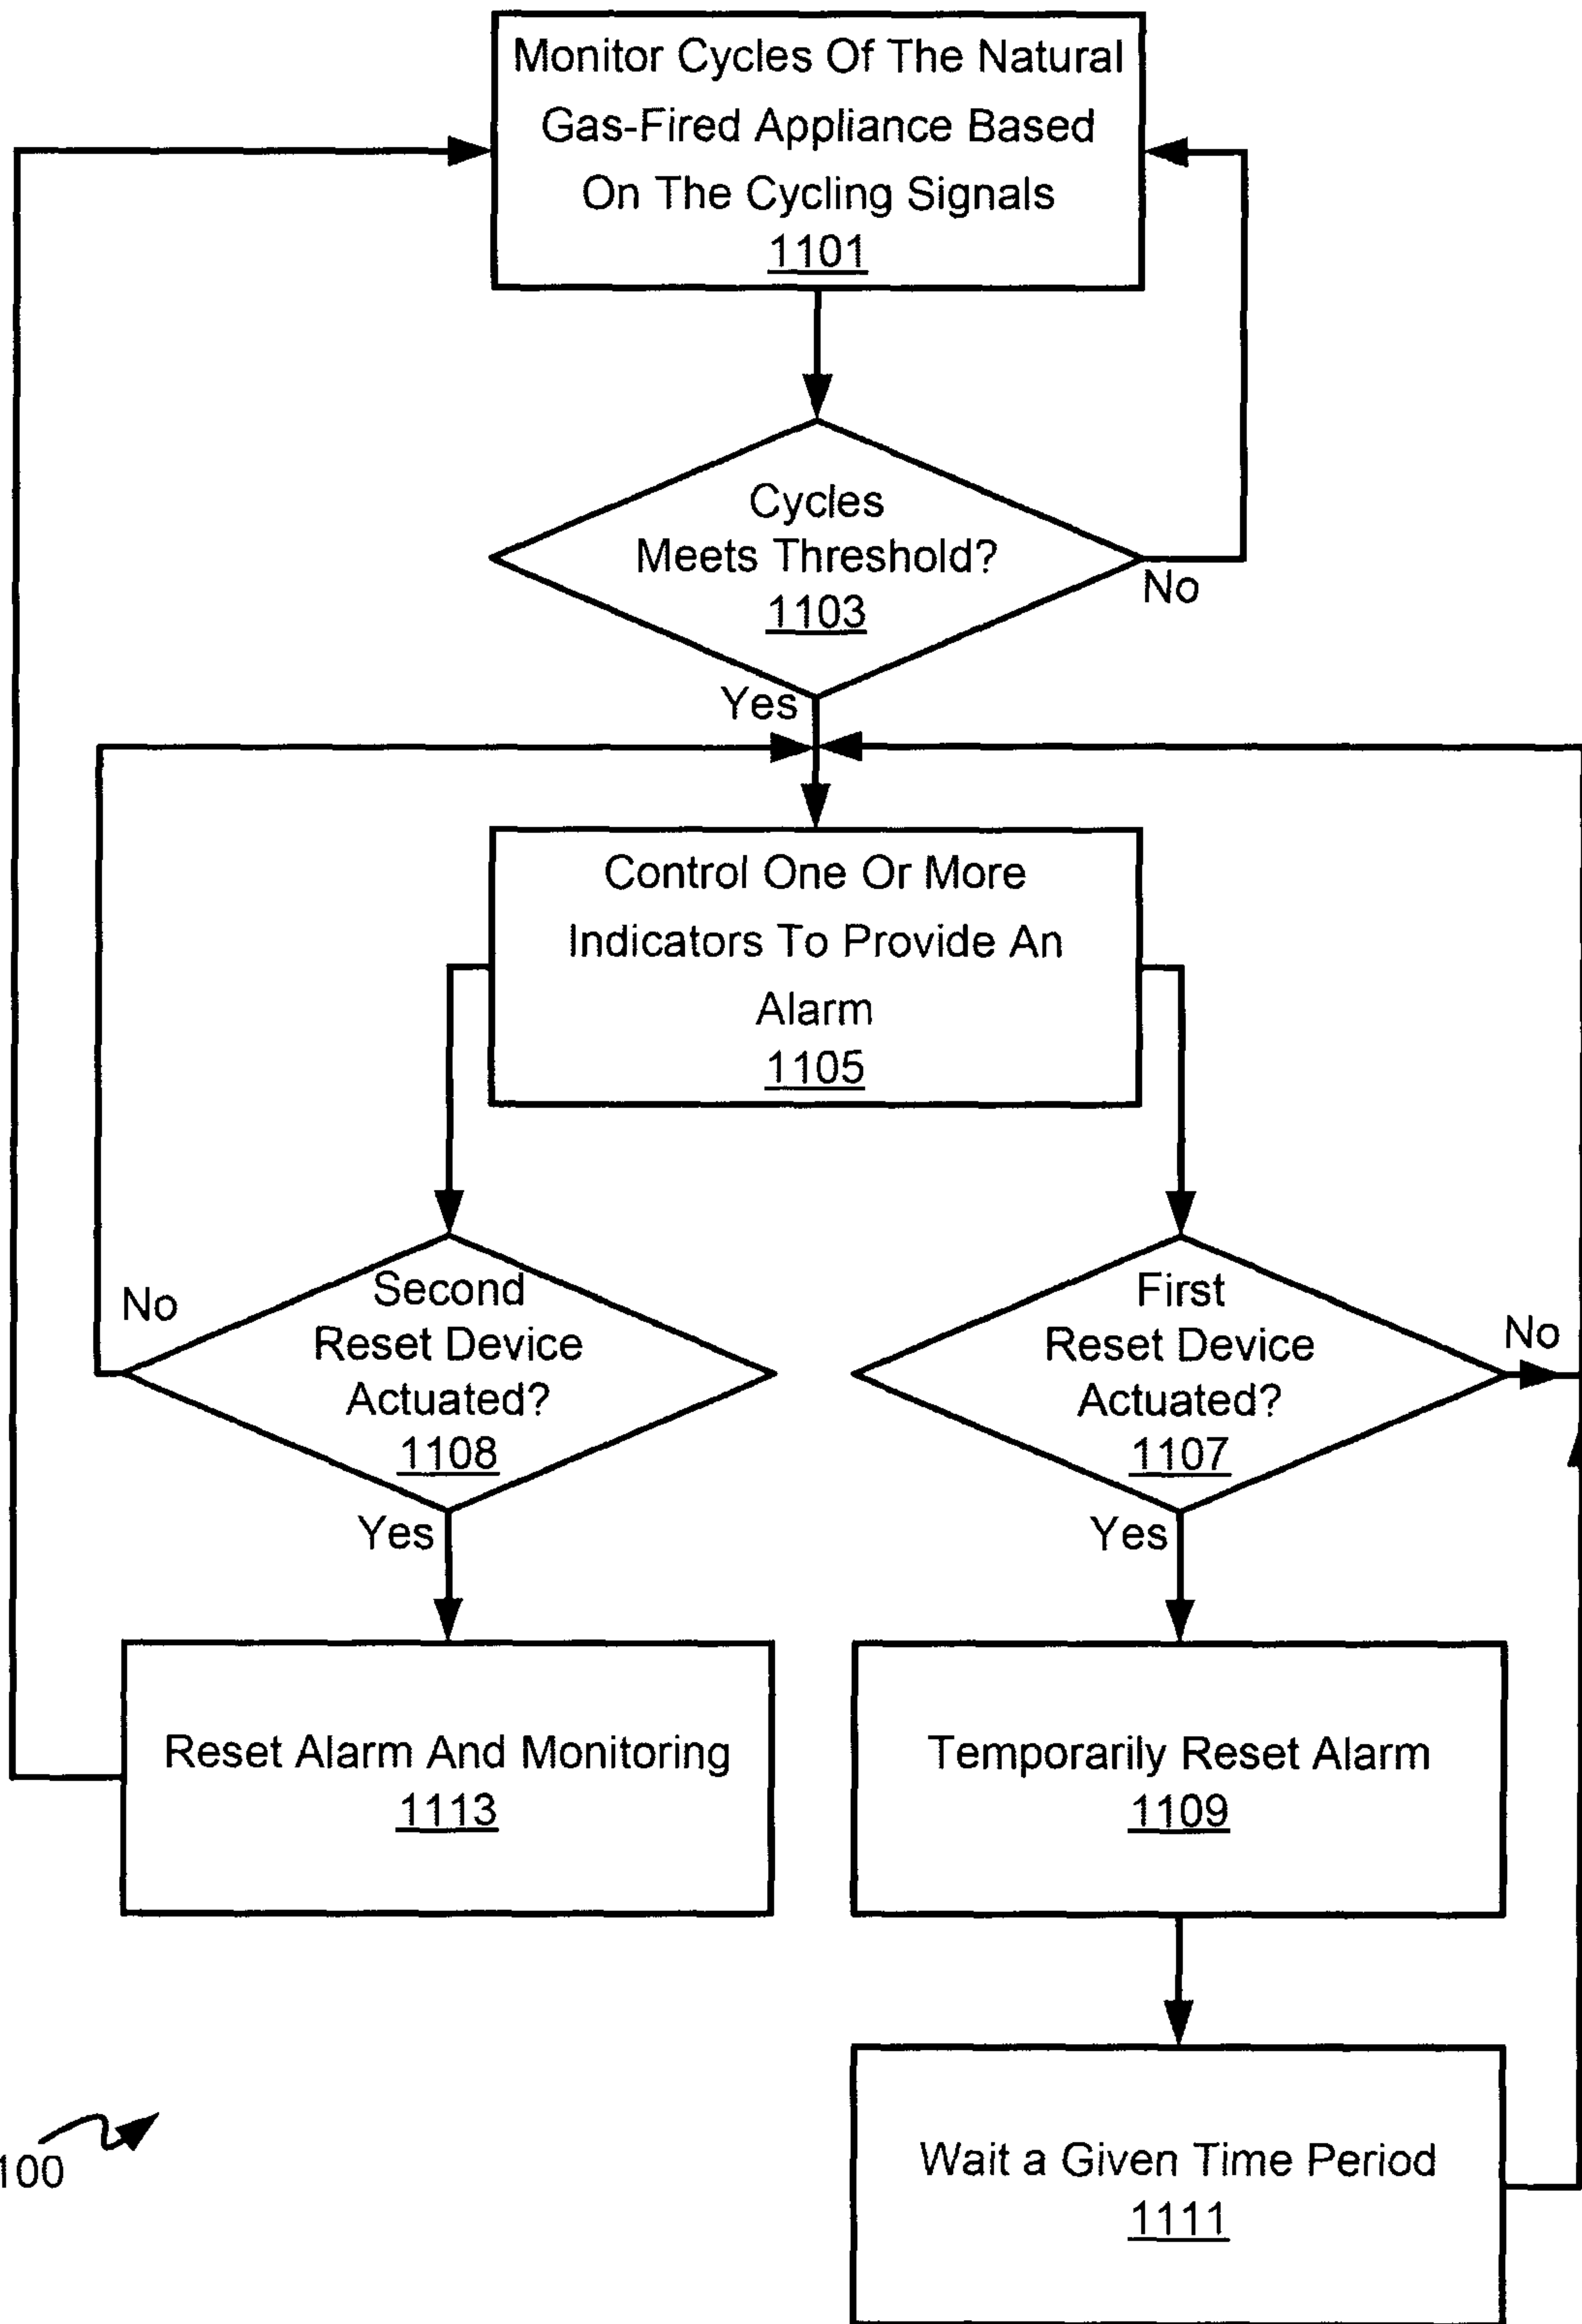 Monitor Cycles Of The Natural
Gas-Fired Appliance Based
On The Cycling Signals
1101
Cycles
Meets Threshold?
1103
No
Yes
Control One Or More
Indicators To Provide An
Alarm
1105
No
Second
Reset Device
Actuated?
1108
Yes
First
Reset Device
Actuated?
1107
No
Yes
Reset Alarm And Monitoring
1113
Temporarily Reset Alarm
1109
Wait a Given Time Period
1111
100